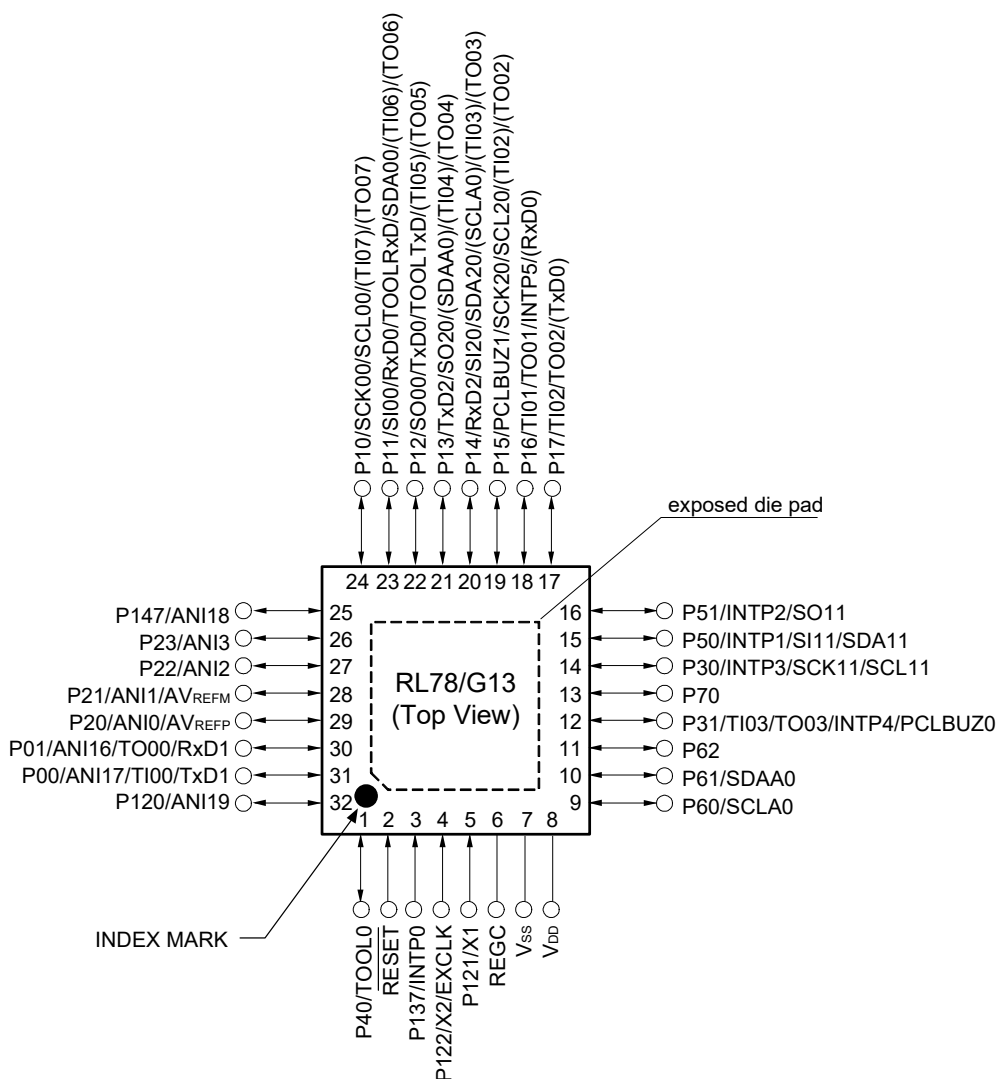 P10/SCK00/SCL00/(TI07)/(TO07)
P11/SI00/RxD0/TOOLRxD/SDA00/(TI06)/(TO06)
P12/SO00/TxD0/TOOLTxD/(TI05)/(TO05)
P13/TxD2/SO20/(SDAA0)/(TI04)/(TO04)
P14/RxD2/SI20/SDA20/(SCLA0)/(TI03)/(TO03)
P15/PCLBUZ1/SCK20/SCL20/(TI02)/(TO02)
P16/TI01/TO01/INTP5/(RxD0)
P17/TI02/TO02/(TxD0)
exposed die pad
24 23 22 21 20 19 18 17
P147/ANI18 25
P23/ANI3 26
P22/ANI2 27
P21/ANI1/AVREFM 28
P20/ANI0/AVREFP 29
P01/ANI16/TO00/RxD1 30
P00/ANI17/TI00/TxD1 31
P120/ANI19 32
RL78/G13
(Top View)
16 P51/INTP2/SO11
15 P50/INTP1/SI11/SDA11
14 P30/INTP3/SCK11/SCL11
13 P70
12 P31/TI03/TO03/INTP4/PCLBUZ0
11 P62
10 P61/SDAA0
9 P60/SCLA0
1 2 3 4 5 6 7 8
INDEX MARK
P40/TOOL0
RESET
P137/INTP0
P122/X2/EXCLK
P121/X1
REGC
VSS
VDD